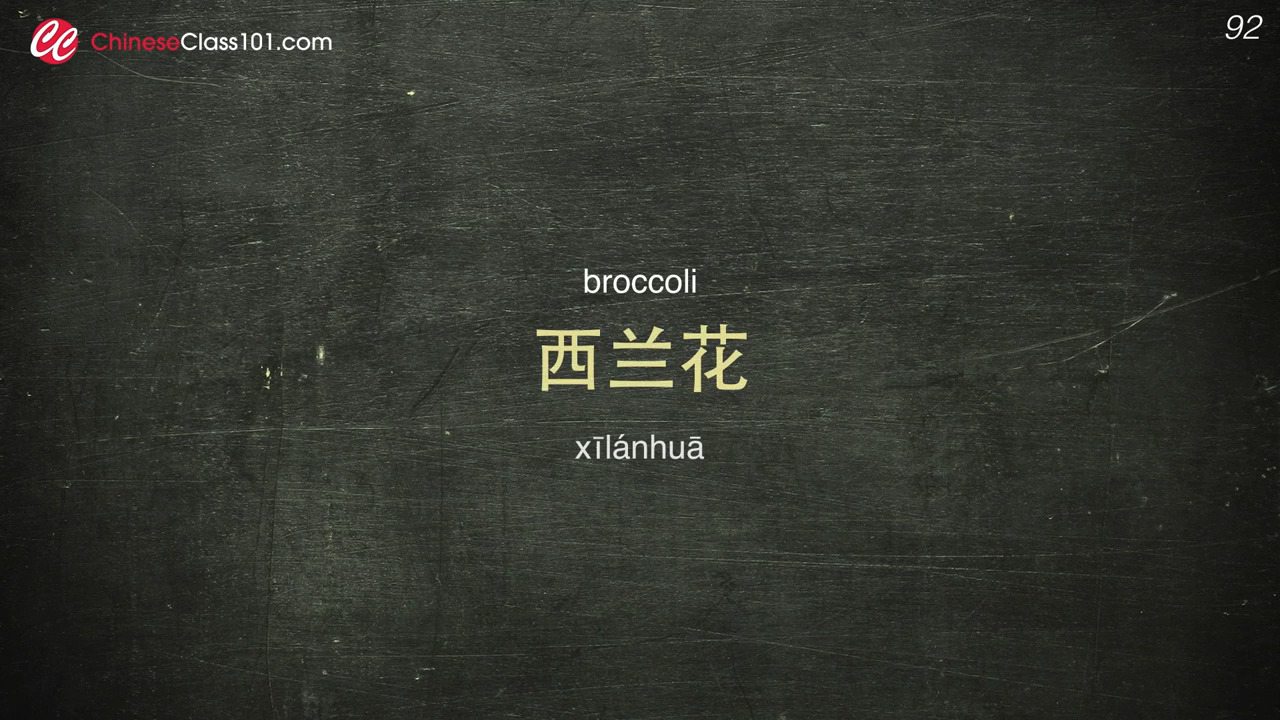 ChineseClass101.com
92
broccoli
西兰花
xīlánhuā